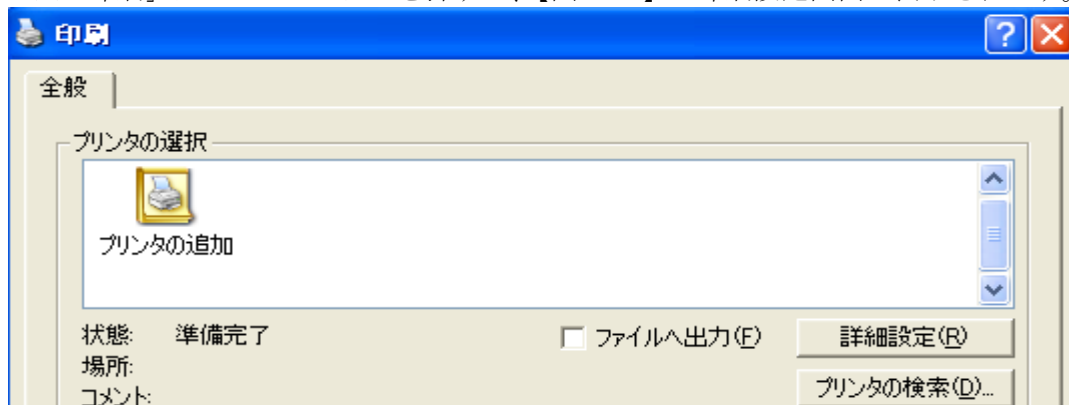 印刷
全般
プリンタの選択
プリンタの追加
状態: 準備完了
ファイルへ出力(F)
詳細設定(R)
場所:
プリンタの検索(D)...
コメント: